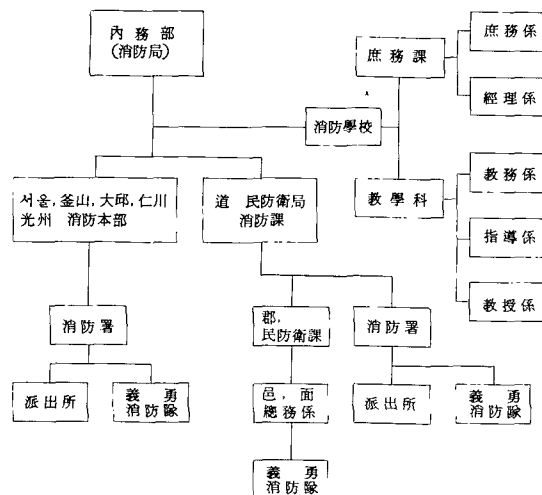 內務部
(消防局)
庶務課
庶務係
經理係
消防學校
敎學科
敎務係
指導係
敎授係
서울, 釜山, 大邱, 仁川
光州 消防本部
道 民防衛局
消防課
消防署
郡,
民防衛課
消防署
派出所
義勇
消防隊
邑, 面
總務係
派出所
義勇
消防隊
義勇
消防隊